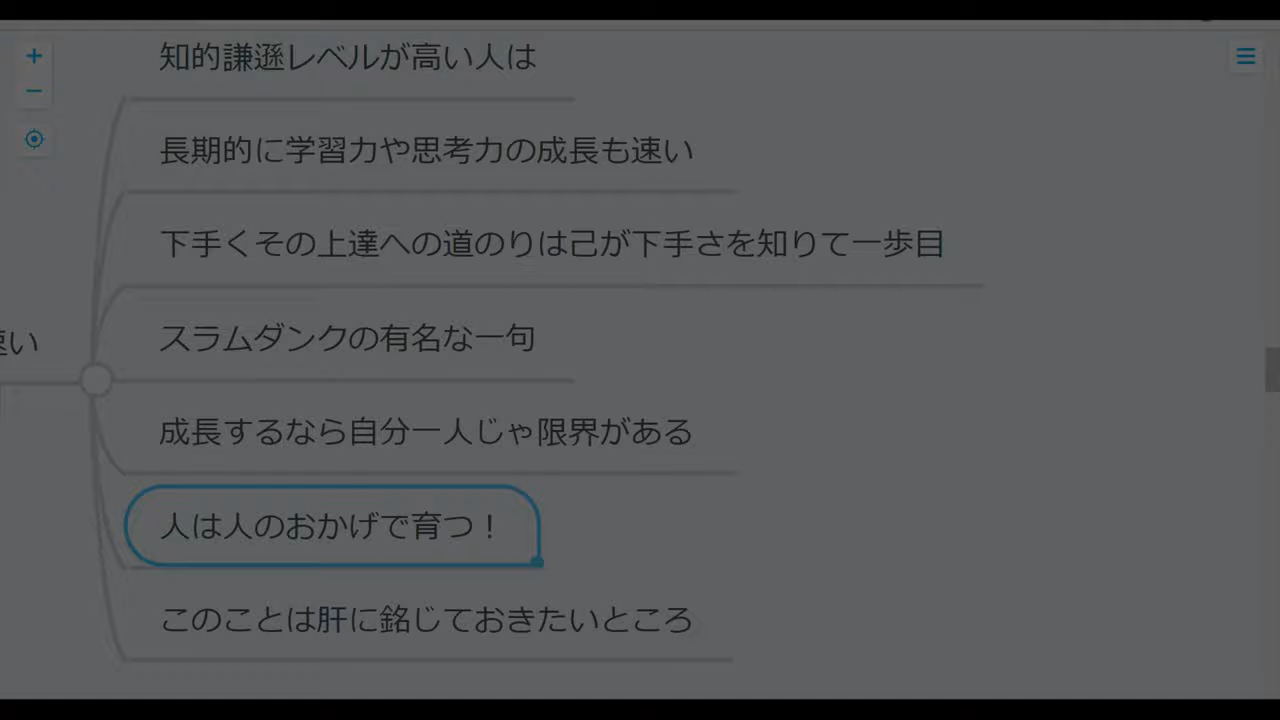 知的謙遜レベルが高い人は
長期的に学習力や思考力の成長も速い
下手くその上達への道のりは己が下手さを知りて一歩目
スラムダンクの有名な一句
速い
成長するなら自分一人じゃ限界がある
人は人のおかげで育つ！
このことは肝に銘じておきたいところ